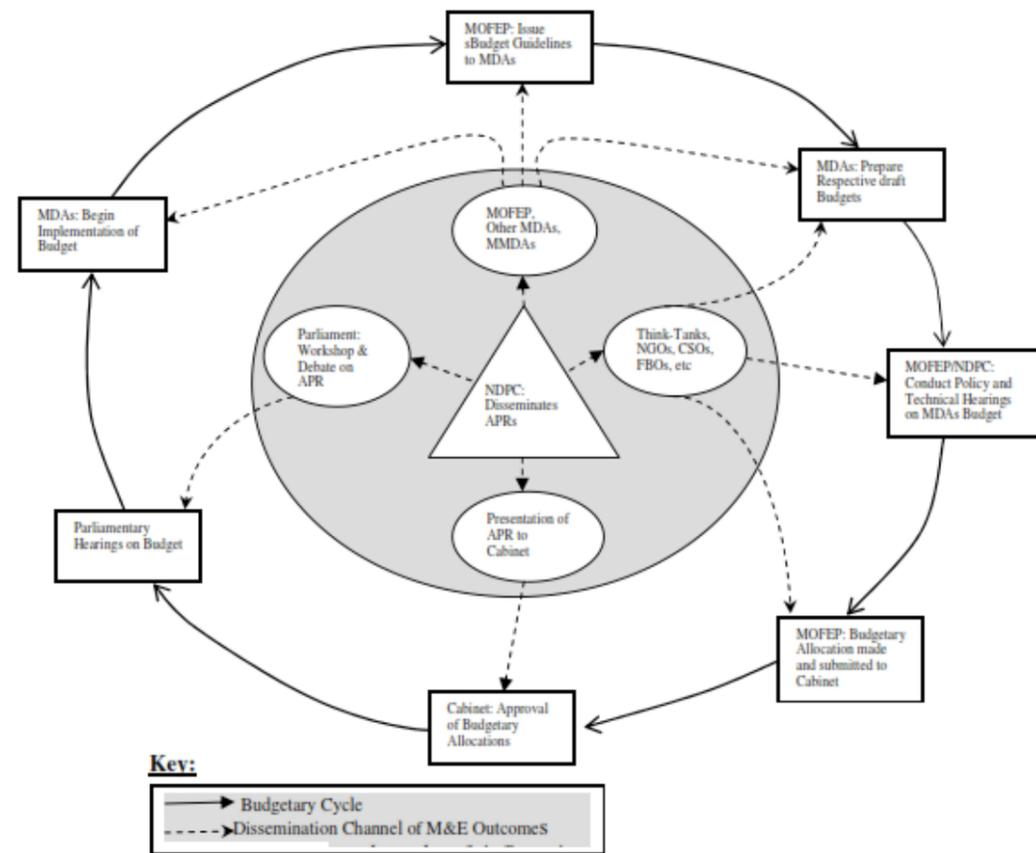 MOFEP: Issue
sBudget Guidelines
to MDAs
MDAs: Prepare
Respective draft
Budgets
MDAs: Begin
Implementation of
Budget
MOFEP,
Other MDAs,
MMDAs
Parliament:
Workshop &
Debate on
APR
Think-Tanks,
NGOs, CSOs,
FBOs, etc
NDPC:
Disseminates
APRs
MOFEP/NDPC:
Conduct Policy and
Technical Hearings
on MDAs Budget
Presentation of
APR to
Cabinet
Parliamentary
Hearings on Budget
MOFEP: Budgetary
Allocation made
and submitted to
Cabinet
Cabinet: Approval
of Budgetary
Allocations
Key:
Budgetary Cycle
Dissemination Channel of M&E Outcomes